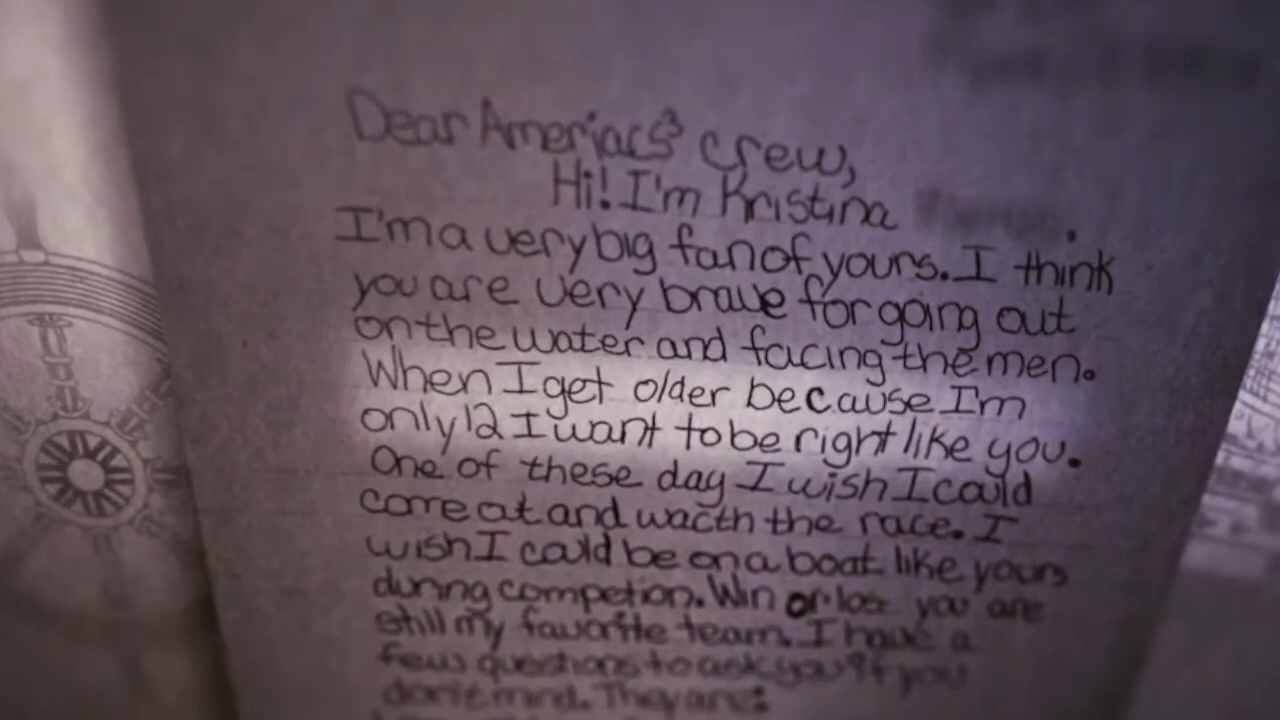 Dear Ameriacs³ crew,
Hi! I'm Kristina
I'm a very big fan of yours. I think
you are very brave for going out
on the water and facing the men.
When I get older because I'm
only 12 I want to be right like you.
One of these day I wish I could
come at and wacth the race. I
wish I could be on a boat like yours
during competion. Win or lose you are
still my favorite team. I have a
few questions to ask you if you
don't mind. They are: